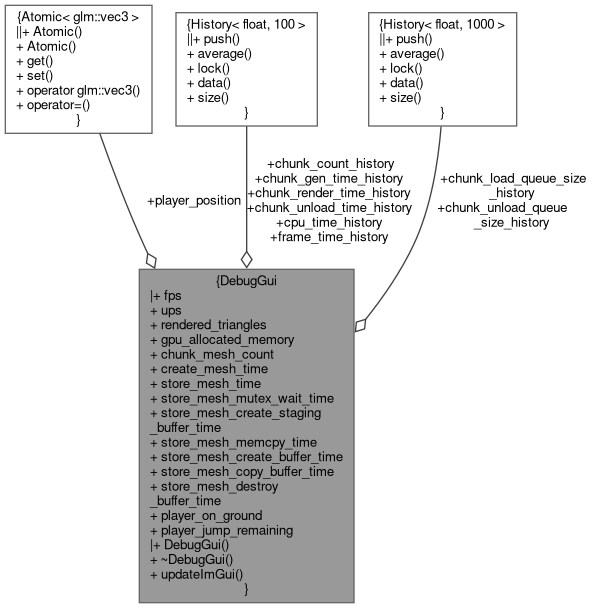 {Atomic< glm::vec3 >
||+ Atomic()
+ Atomic()
+ get()
+ set()
+ operator glm::vec3()
+ operator=()
}
{History< float, 100 >
||+ push()
+ average()
+ lock()
+ data()
+ size()
}
{History< float, 1000 >
||+ push()
+ average()
+ lock()
+ data()
+ size()
}
+player_position
+chunk_count_history
+chunk_gen_time_history
+chunk_render_time_history
+chunk_unload_time_history
+cpu_time_history
+frame_time_history
+chunk_load_queue_size
_history
+chunk_unload_queue
_size_history
{DebugGui
|+ fps
+ ups
+ rendered_triangles
+ gpu_allocated_memory
+ chunk_mesh_count
+ create_mesh_time
+ store_mesh_time
+ store_mesh_mutex_wait_time
+ store_mesh_create_staging
_buffer_time
+ store_mesh_memcpy_time
+ store_mesh_create_buffer_time
+ store_mesh_copy_buffer_time
+ store_mesh_destroy
_buffer_time
+ player_on_ground
+ player_jump_remaining
|+ DebugGui()
+ ~DebugGui()
+ updateImGui()
}